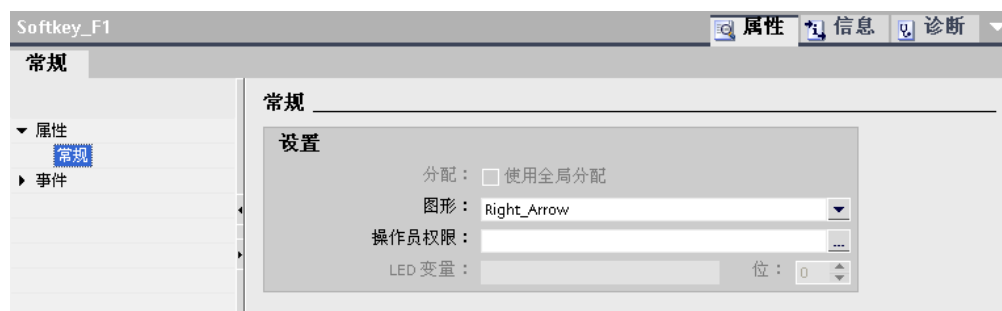 Softkey_F1 属性 信息 诊断
常规
常规
属性
常规
事件
设置
分配： 使用全局分配
图形： Right_Arrow
操作员权限： ...
LED 变量： 位： 0